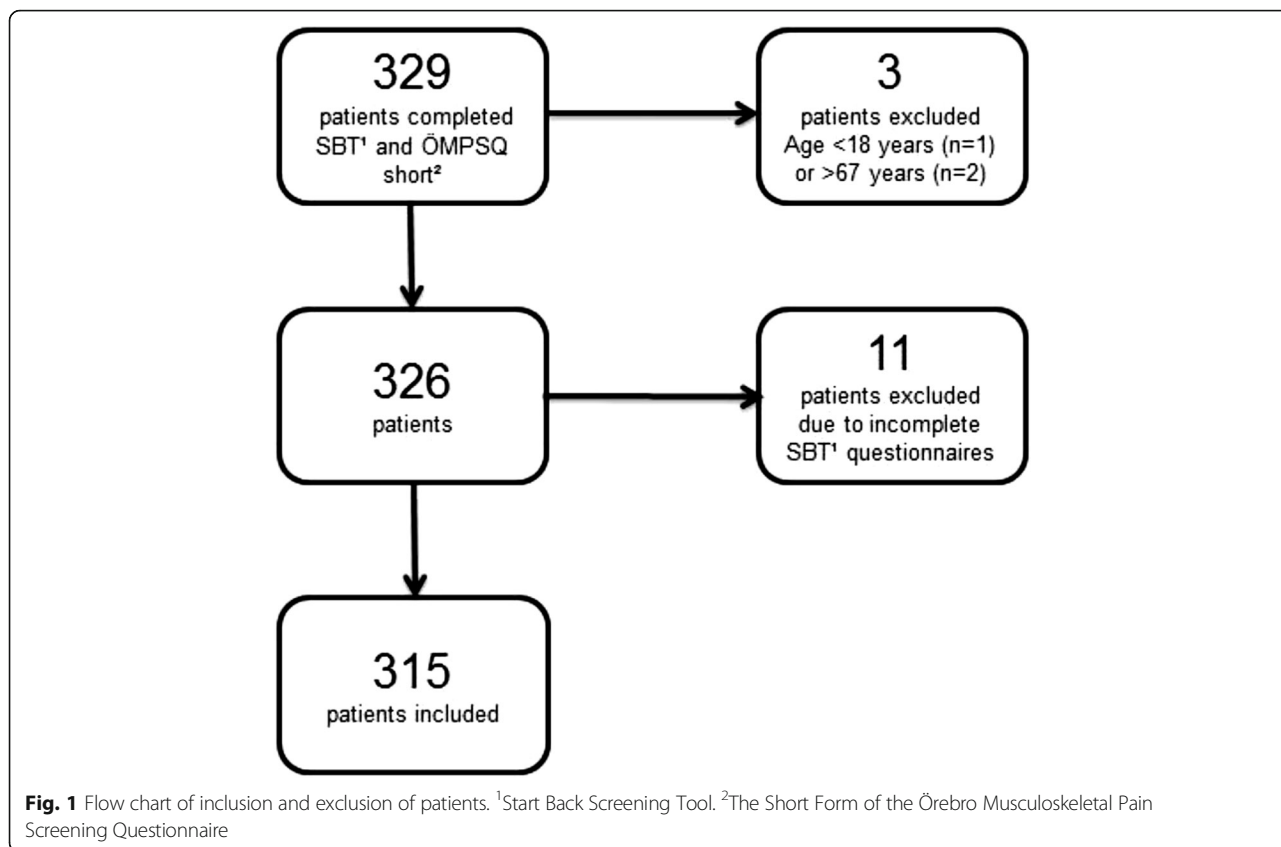 329
patients completed
SBT¹ and ÖMPSQ
short²
3
patients excluded
Age <18 years (n=1)
or >67 years (n=2)
326
patients
11
patients excluded
due to incomplete
SBT¹ questionnaires
315
patients included
Fig. 1 Flow chart of inclusion and exclusion of patients. ¹Start Back Screening Tool. ²The Short Form of the Örebro Musculoskeletal Pain
Screening Questionnaire